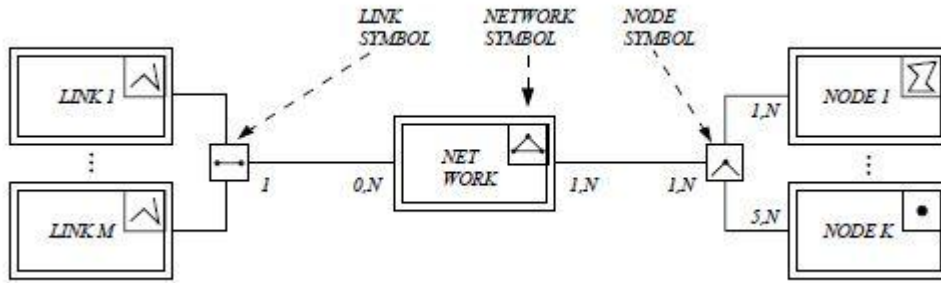 LINK
SYMBOL
NETWORK
SYMBOL
NODE
SYMBOL
LINK 1
NODE 1
1,N
NET
WORK
1
0,N
1,N
1,N
LINK M
5,N
NODE K